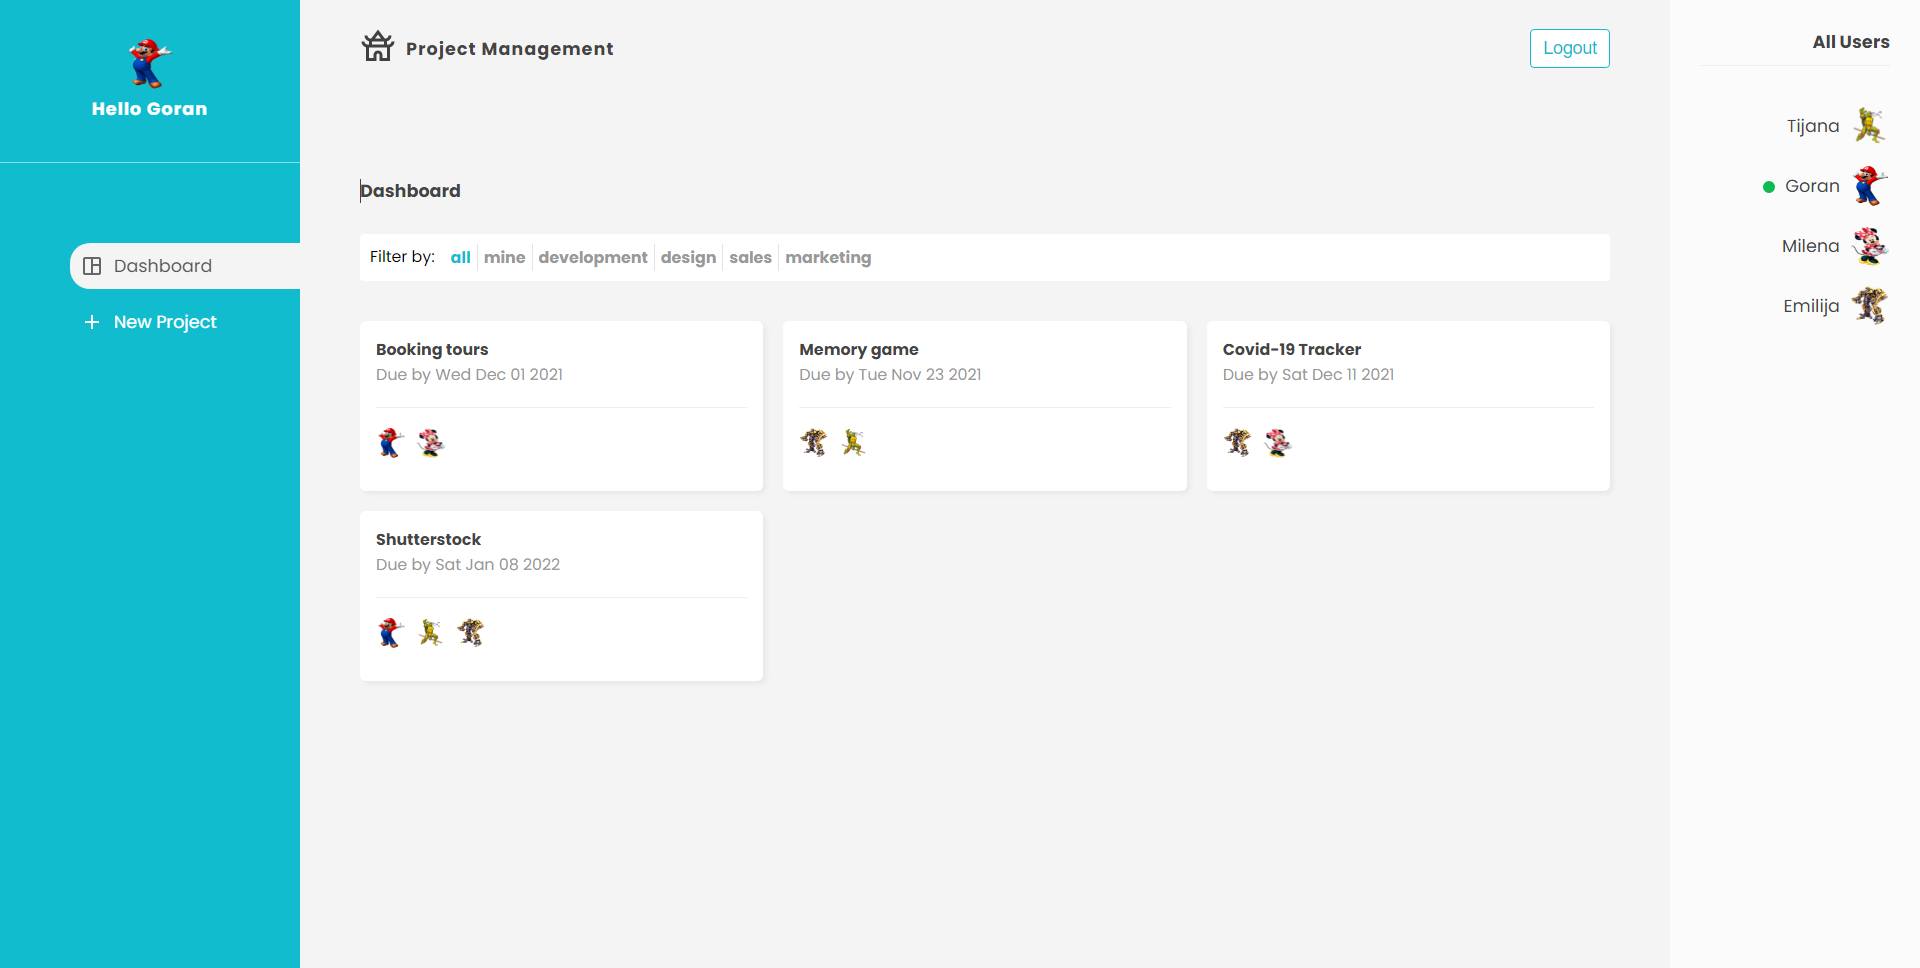 Hello Goran
Dashboard
New Project
Project Management
Logout
Dashboard
Filter by: all mine development design sales marketing
Booking tours
Due by Wed Dec 01 2021
Memory game
Due by Tue Nov 23 2021
Covid-19 Tracker
Due by Sat Dec 11 2021
Shutterstock
Due by Sat Jan 08 2022
All Users
Tijana
Goran
Milena
Emilija